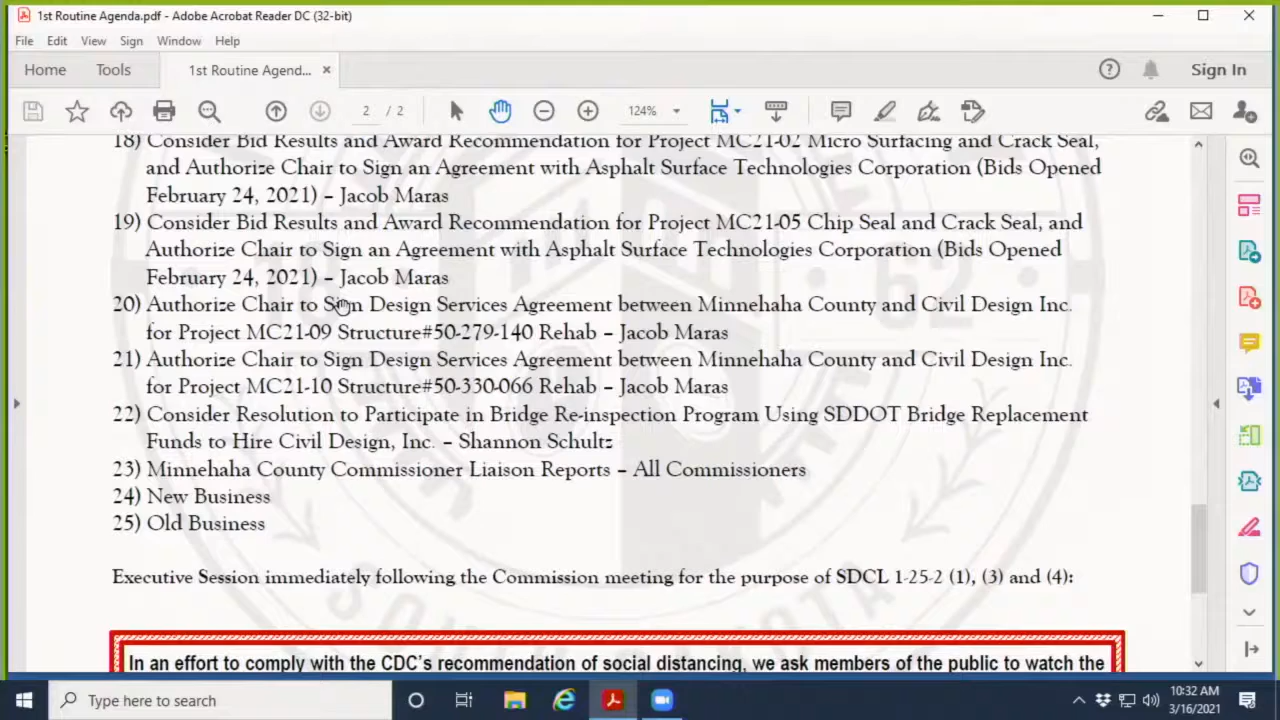 1st Routine Agenda.pdf - Adobe Acrobat Reader DC (32-bit)
File Edit View Sign Window Help
Home Tools 1st Routine Agend... × Sign In
2 / 2 124%
18) Consider Bid Results and Award Recommendation for Project MC21-02 Micro Surfacing and Crack Seal,
and Authorize Chair to Sign an Agreement with Asphalt Surface Technologies Corporation (Bids Opened
February 24, 2021) – Jacob Maras
19) Consider Bid Results and Award Recommendation for Project MC21-05 Chip Seal and Crack Seal, and
Authorize Chair to Sign an Agreement with Asphalt Surface Technologies Corporation (Bids Opened
February 24, 2021) – Jacob Maras
20) Authorize Chair to Sign Design Services Agreement between Minnehaha County and Civil Design Inc.
for Project MC21-09 Structure#50-279-140 Rehab – Jacob Maras
21) Authorize Chair to Sign Design Services Agreement between Minnehaha County and Civil Design Inc.
for Project MC21-10 Structure#50-330-066 Rehab – Jacob Maras
22) Consider Resolution to Participate in Bridge Re-inspection Program Using SDDOT Bridge Replacement
Funds to Hire Civil Design, Inc. – Shannon Schultz
23) Minnehaha County Commissioner Liaison Reports – All Commissioners
24) New Business
25) Old Business
Executive Session immediately following the Commission meeting for the purpose of SDCL 1-25-2 (1), (3) and (4):
In an effort to comply with the CDC's recommendation of social distancing, we ask members of the public to watch the
62
SOUTH DAKOTA
Type here to search
10:32 AM
3/16/2021